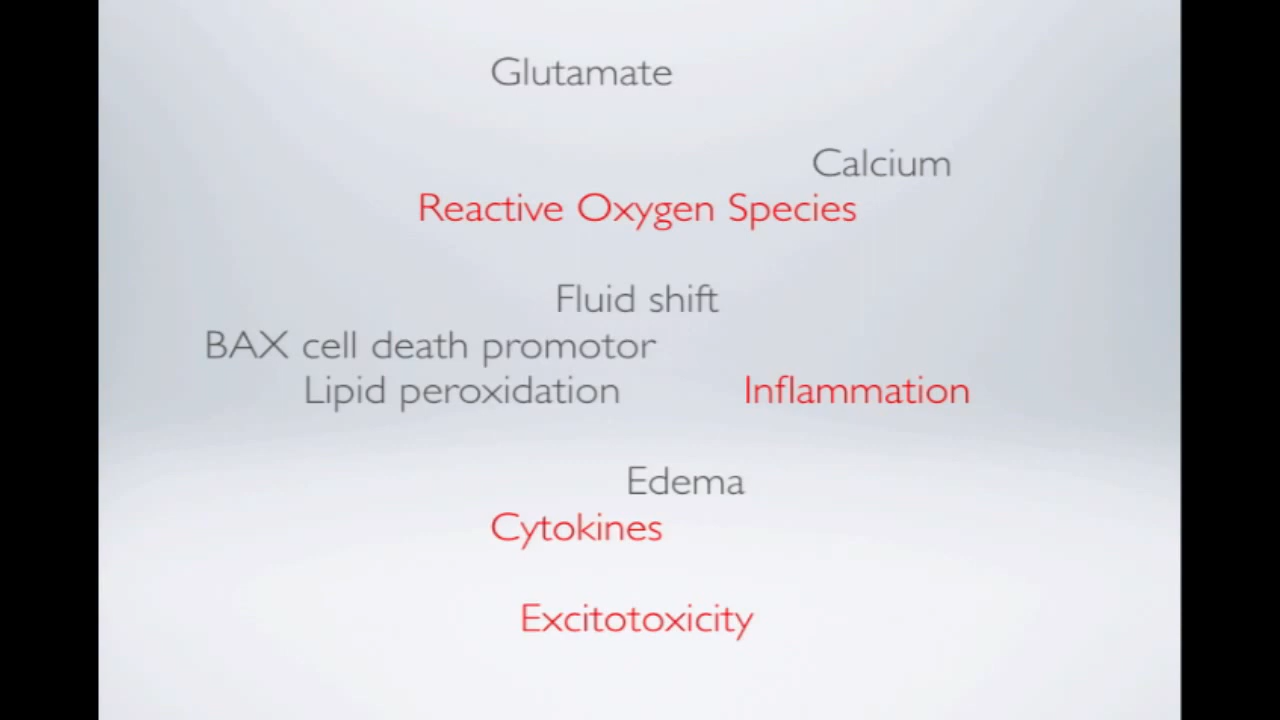 Glutamate
Calcium
Reactive Oxygen Species
Fluid shift
BAX cell death promotor
Lipid peroxidation Inflammation
Edema
Cytokines
Excitotoxicity